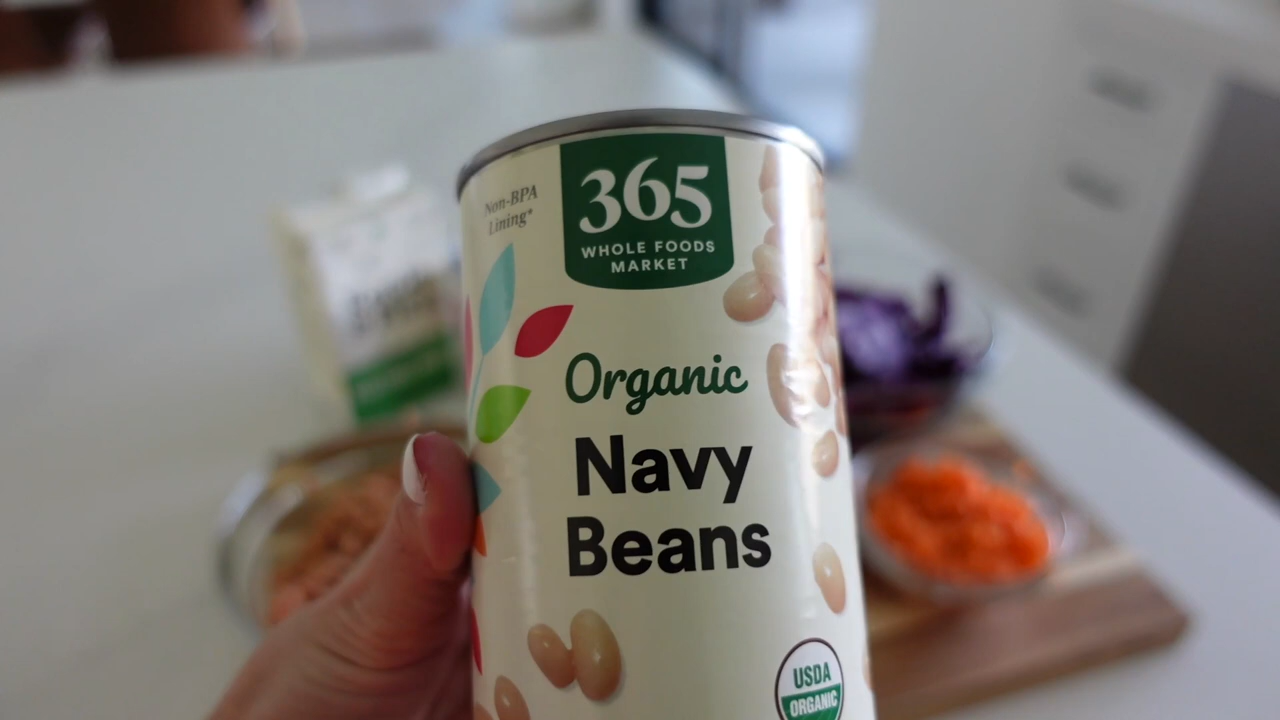 Non-BPA
Lining*
365
WHOLE FOODS
MARKET
Organic
Navy
Beans
USDA
ORGANIC